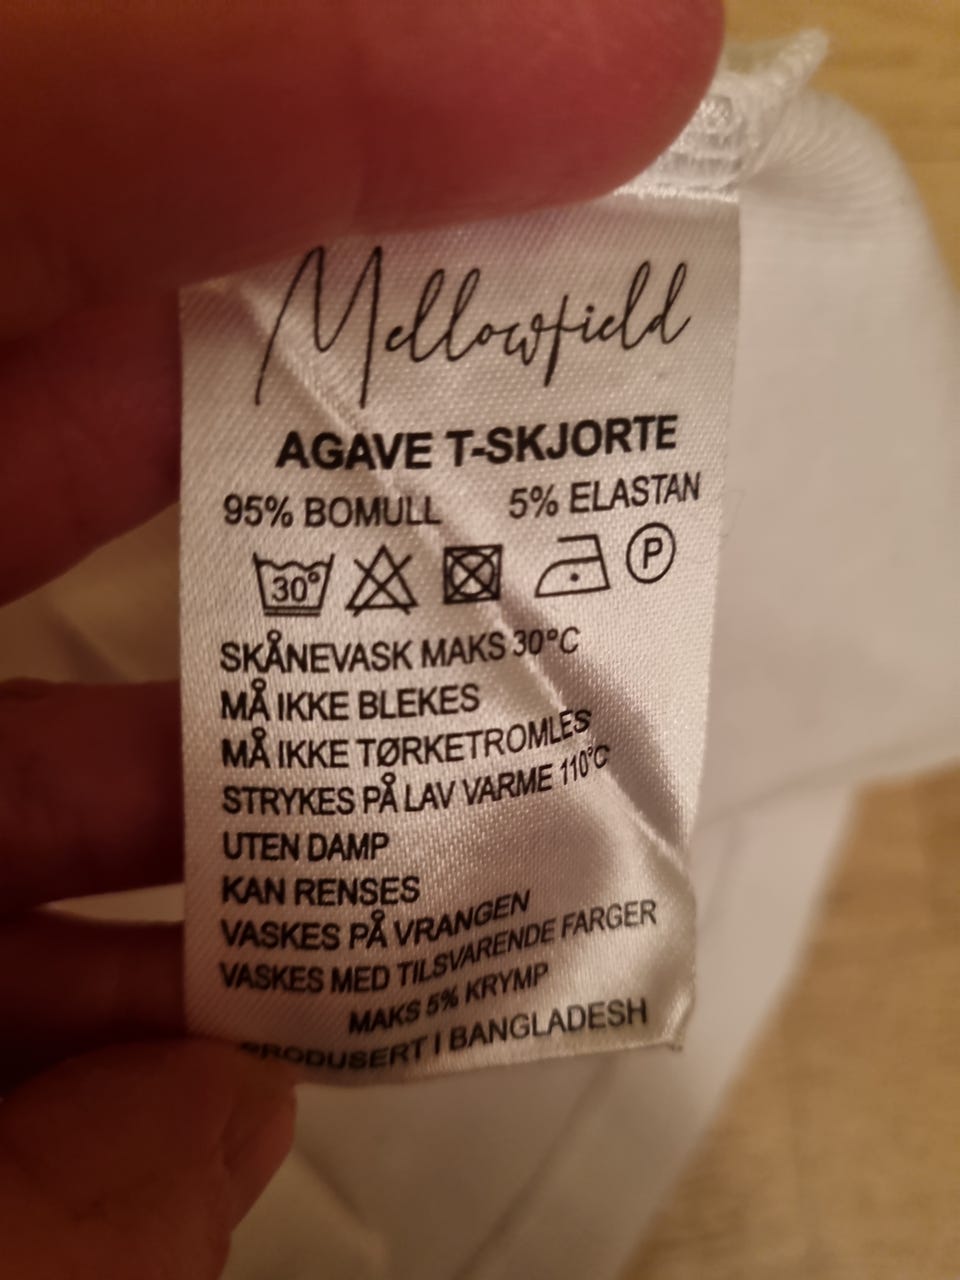 Mellowfield
AGAVE T-SKJORTE
95% BOMULL 5% ELASTAN
30° P
SKÅNEVASK MAKS 30°C
MÅ IKKE BLEKES
MÅ IKKE TØRKETROMLES
STRYKES PÅ LAV VARME 110°C
UTEN DAMP
KAN RENSES
VASKES PÅ VRANGEN
VASKES MED TILSVARENDE FARGER
MAKS 5% KRYMP
PRODUSERT I BANGLADESH